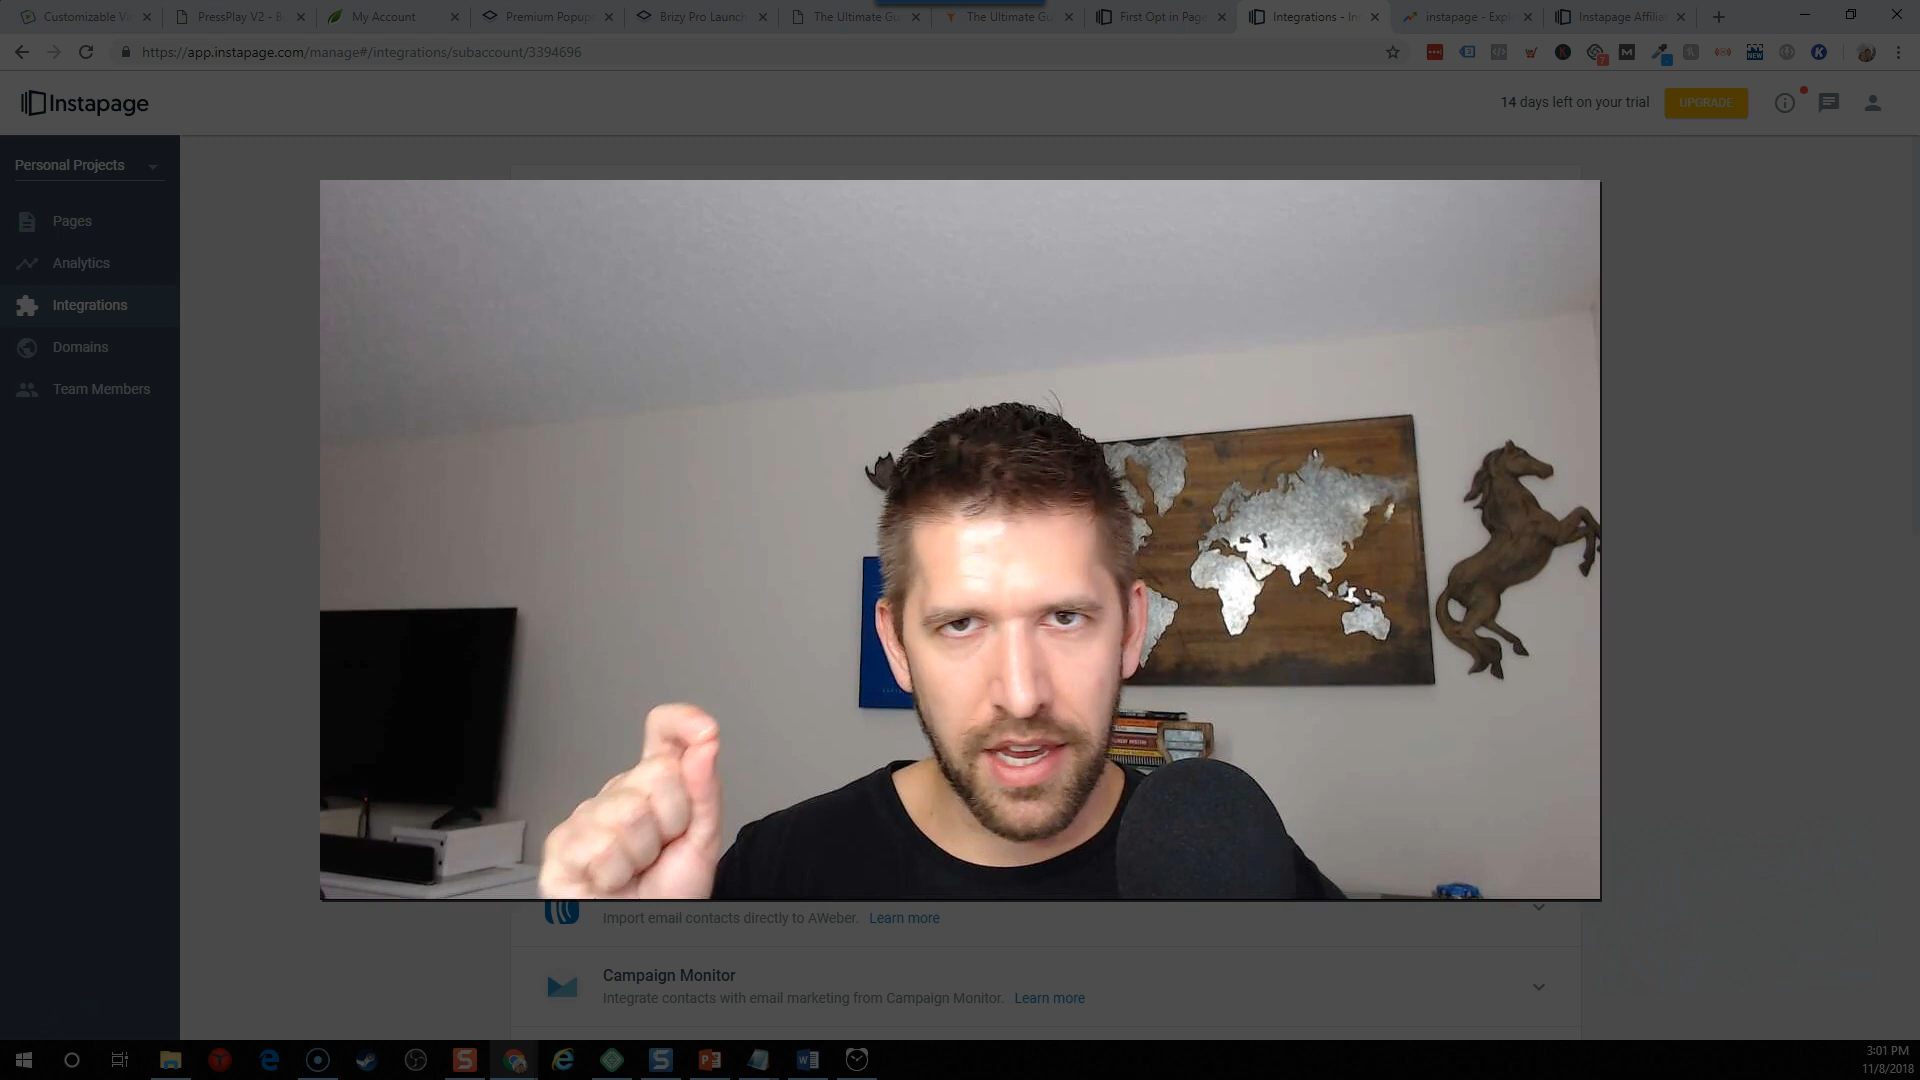 Customizable Vi
PressPlay V2 - B
My Account
Premium Popup
Brizy Pro Launch
The Ultimate Gu
The Ultimate Gu
First Opt in Page
Integrations - In
instapage - Expl
Instapage Affilia
https://app.instapage.com/manage#/integrations/subaccount/3394696
Instapage
14 days left on your trial
UPGRADE
Personal Projects
Pages
Analytics
Integrations
Domains
Team Members
Import email contacts directly to AWeber. Learn more
Campaign Monitor
Integrate contacts with email marketing from Campaign Monitor. Learn more
3:01 PM
11/8/2018